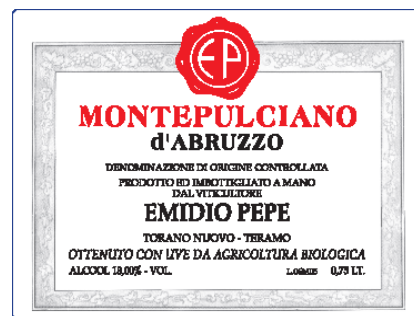 EP
MONTEPULCIANO
d'ABRUZZO
DENOMINAZIONE DI ORIGINE CONTROLLATA
PRODOTTO ED IMBOTTIGLIATO A MANO
DAL VITICULTORE
EMIDIO PEPE
TORANO NUOVO - TERAMO
OTTENUTO CON UVE DA AGRICOLTURA BIOLOGICA
ALCOOL 13,00% - VOL. 0,75 LT.